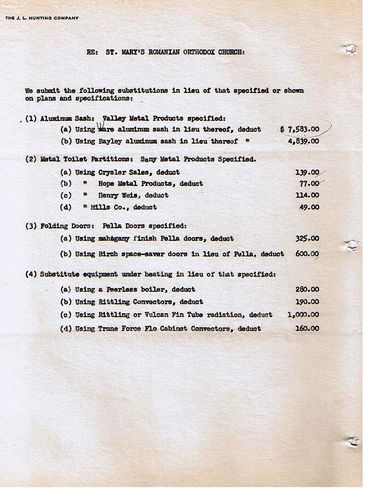 THE J. L. HUNTING COMPANY
RE: ST. MARY'S ROMANIAN ORTHODOX CHURCH:
We submit the following substitutions in lieu of that specified or shown
on plans and specifications:
(1) Aluminum Sash: Valley Metal Products specified:
(a) Using Ware aluminum sash in lieu thereof, deduct $ 7,583.00
(b) Using Bayley aluminum sash in lieu thereof " 4,839.00
(2) Metal Toilet Partitions: Sany Metal Products Specified.
(a) Using Crysler Sales, deduct 139.00
(b) " Hope Metal Products, deduct 77.00
(c) " Henry Weis, deduct 114.00
(d) " Mills Co., deduct 49.00
(3) Folding Doors: Pella Doors specified:
(a) Using mahogany finish Pella doors, deduct 325.00
(b) Using Birch space-saver doors in lieu of Pella, deduct 600.00
(4) Substitute equipment under heating in lieu of that specified:
(a) Using a Peerless boiler, deduct 280.00
(b) Using Rittling Convectors, deduct 190.00
(c) Using Rittling or Vulcan Fin Tube radiation, deduct 1,000.00
(d) Using Trane Force Flo Cabinet Convectors, deduct 160.00